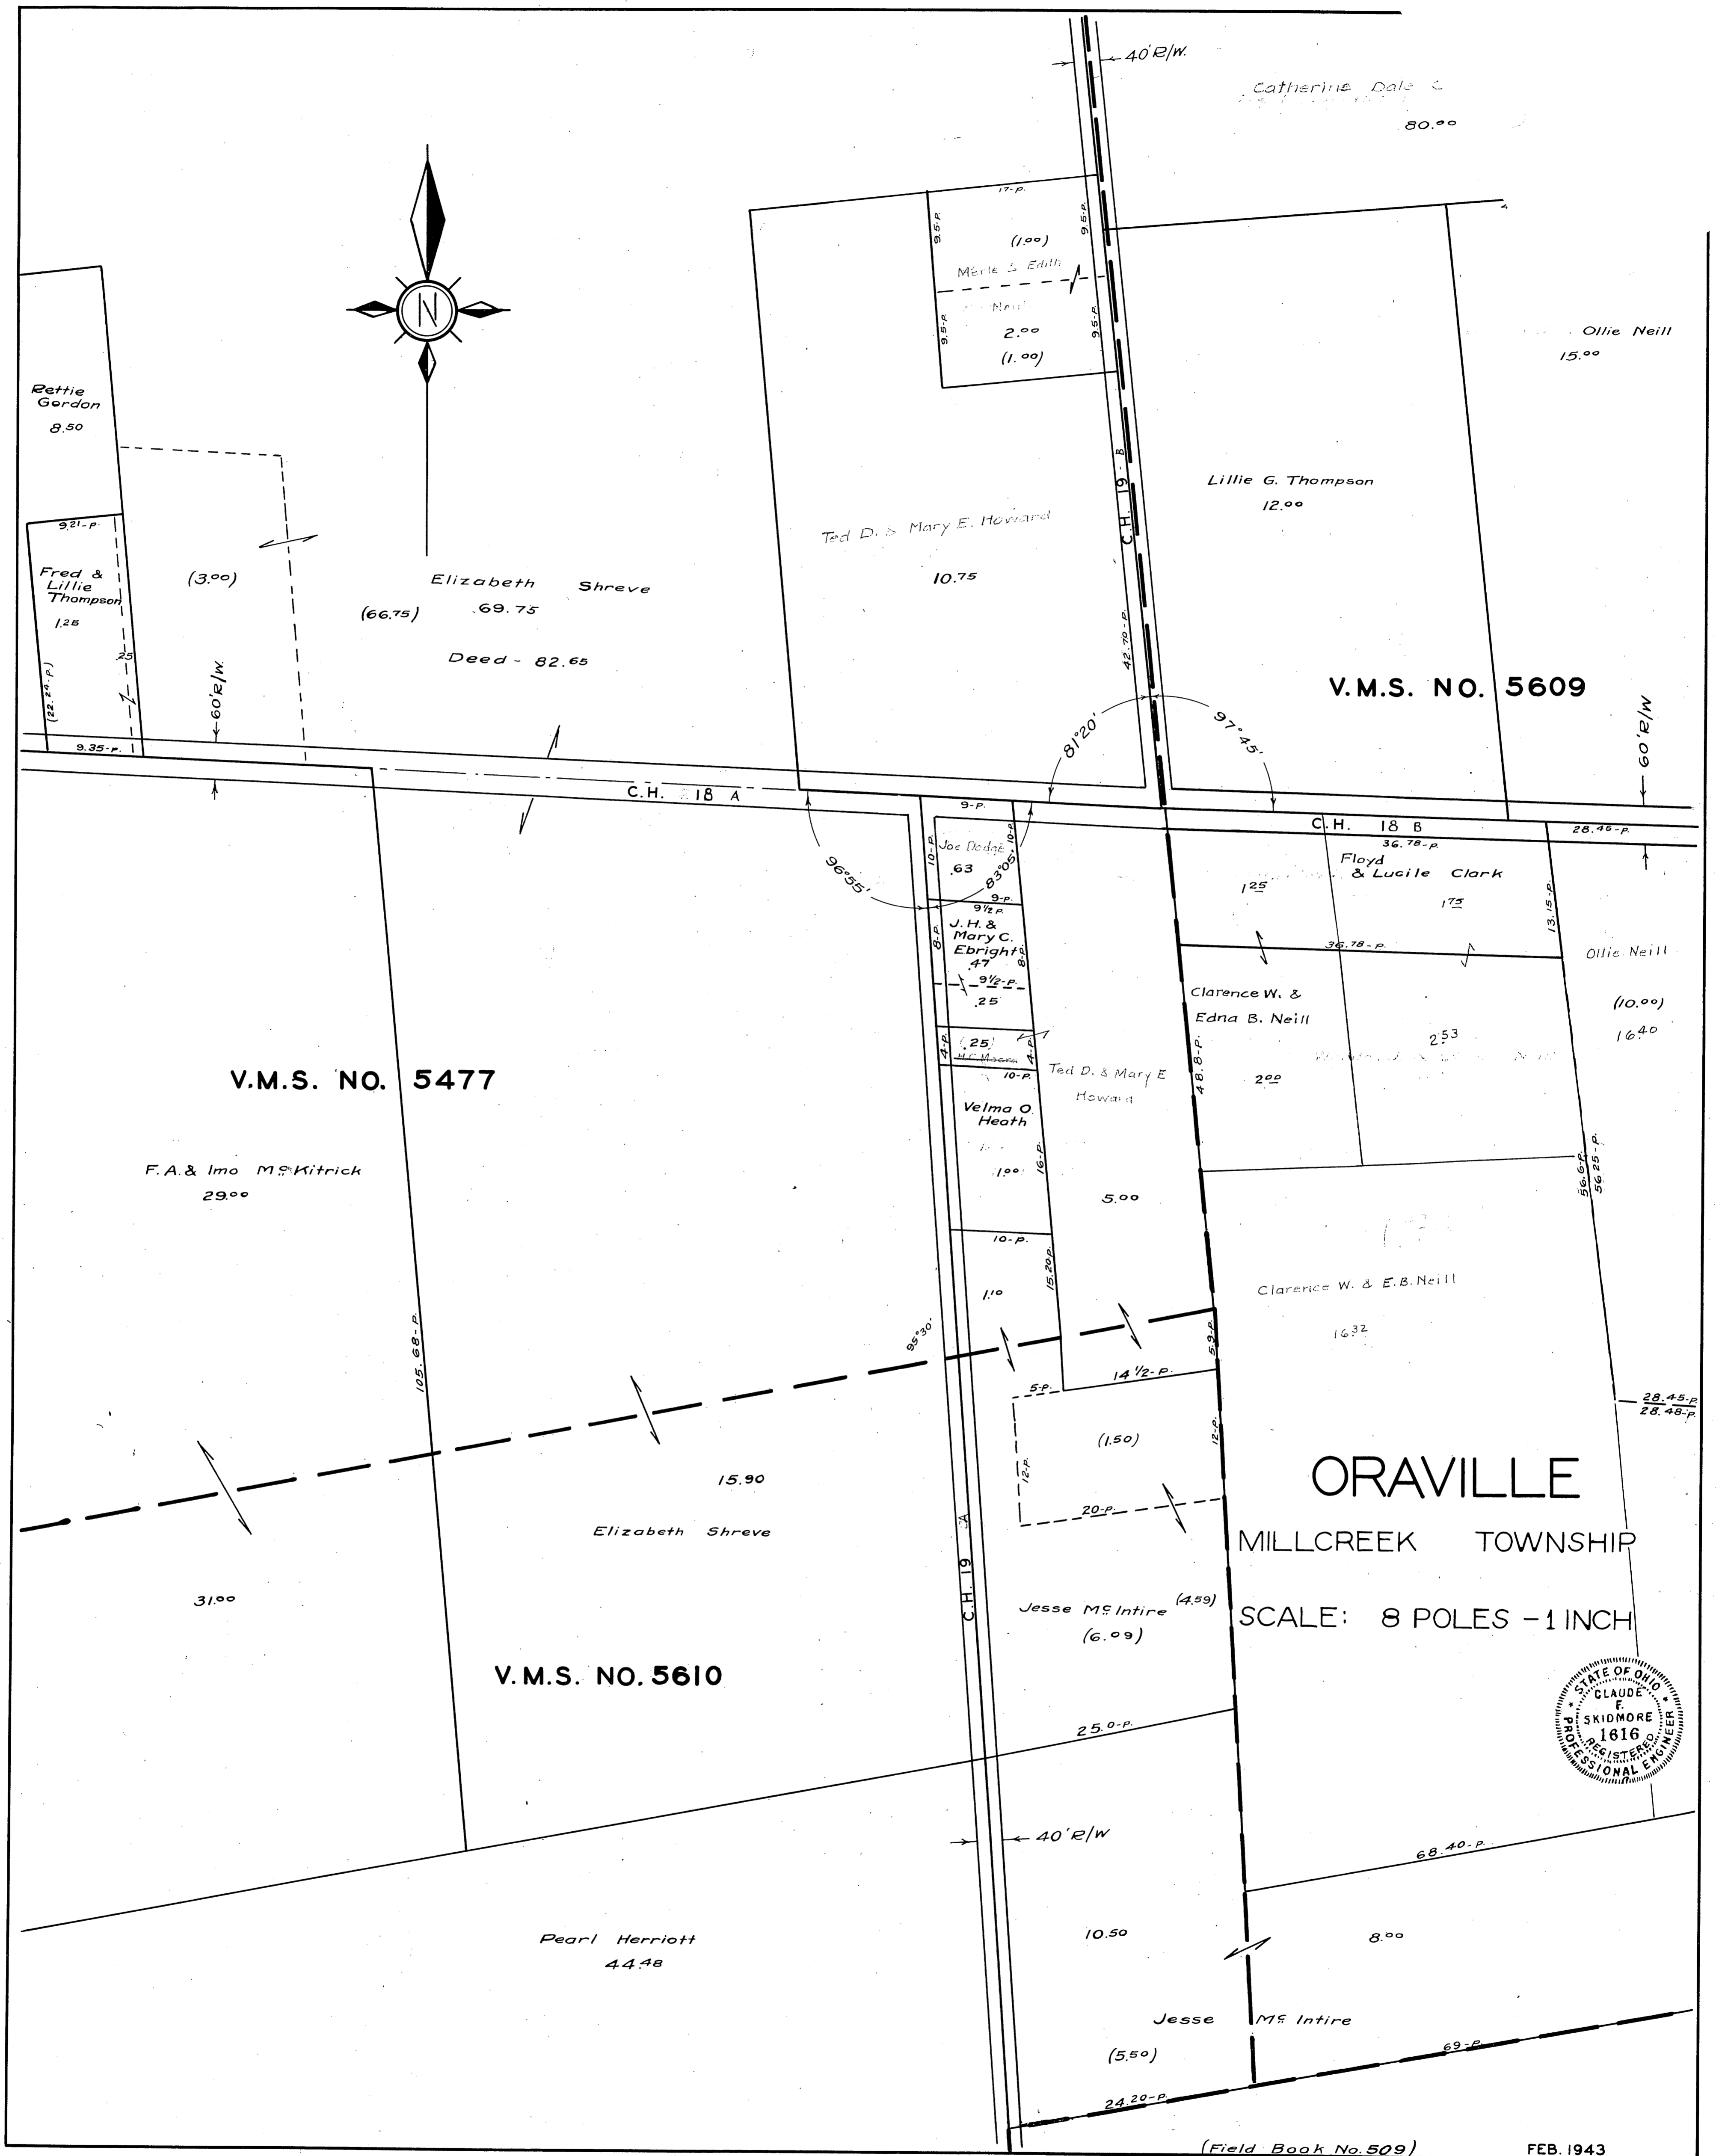 40' R/W.
Catherine Dale
80.00
17-P.
9.5-P.
9.5-P.
(1.00)
Merle & Edith
Neill
2.00
(1.00)
9.5-P.
9.5-P.
N
Ollie Neill
15.00
Rettie
Gordon
8.50
Lillie G. Thompson
12.00
C.H. 19-B
Ted D. & Mary E. Howard
10.75
9.21-P.
Fred &
Lillie
Thompson
1.25
(22.24-P.)
.25
(3.00)
Elizabeth Shreve
(66.75) 69.75
Deed - 82.65
60' R/W.
42.70-P.
V.M.S. NO. 5609
60' R/W
81°20'
97°45'
9.35-P.
C.H. 18 A
9-P.
C.H. 18 B
28.46-P.
36.78-P.
96°55'
83°05'
10-P.
10-P.
Joe Dodge
.63
9-P.
9 1/2 P.
8-P.
8-P.
J.H. &
Mary C.
Ebright
.47
9 1/2-P.
.25
(.25)
4-P.
4-P.
10-P.
Velma O.
Heath
1.00
16-P.
10-P.
1.10
15.20-P.
Floyd
& Lucile Clark
1.25
1.75
13.15-P.
36.78-P.
Ollie Neill
(10.00)
16.40
Clarence W. &
Edna B. Neill
2.00
2.53
48.8-P.
Ted D. & Mary E
Howard
5.00
56.6-P.
56.25-P.
V.M.S. NO. 5477
F.A. & Imo McKitrick
29.00
105.68-P.
95°30'
Clarence W. & E.B. Neill
16.32
5.9-P.
14 1/2-P.
5-P.
12-P.
12-P.
(1.50)
20-P.
28.45-P.
28.48-P.
15.90
Elizabeth Shreve
31.00
C.H. 19 A
Jesse McIntire (4.59)
(6.09)
ORAVILLE
MILLCREEK TOWNSHIP
SCALE: 8 POLES - 1 INCH
STATE OF OHIO
CLAUDE
F.
SKIDMORE
1616
REGISTERED
PROFESSIONAL ENGINEER
V.M.S. NO. 5610
25.0-P.
40' R/W
68.40-P.
Pearl Herriott
44.48
10.50
8.00
Jesse McIntire
(5.50)
69-P.
24.20-P.
(Field Book No. 509)
FEB. 1943